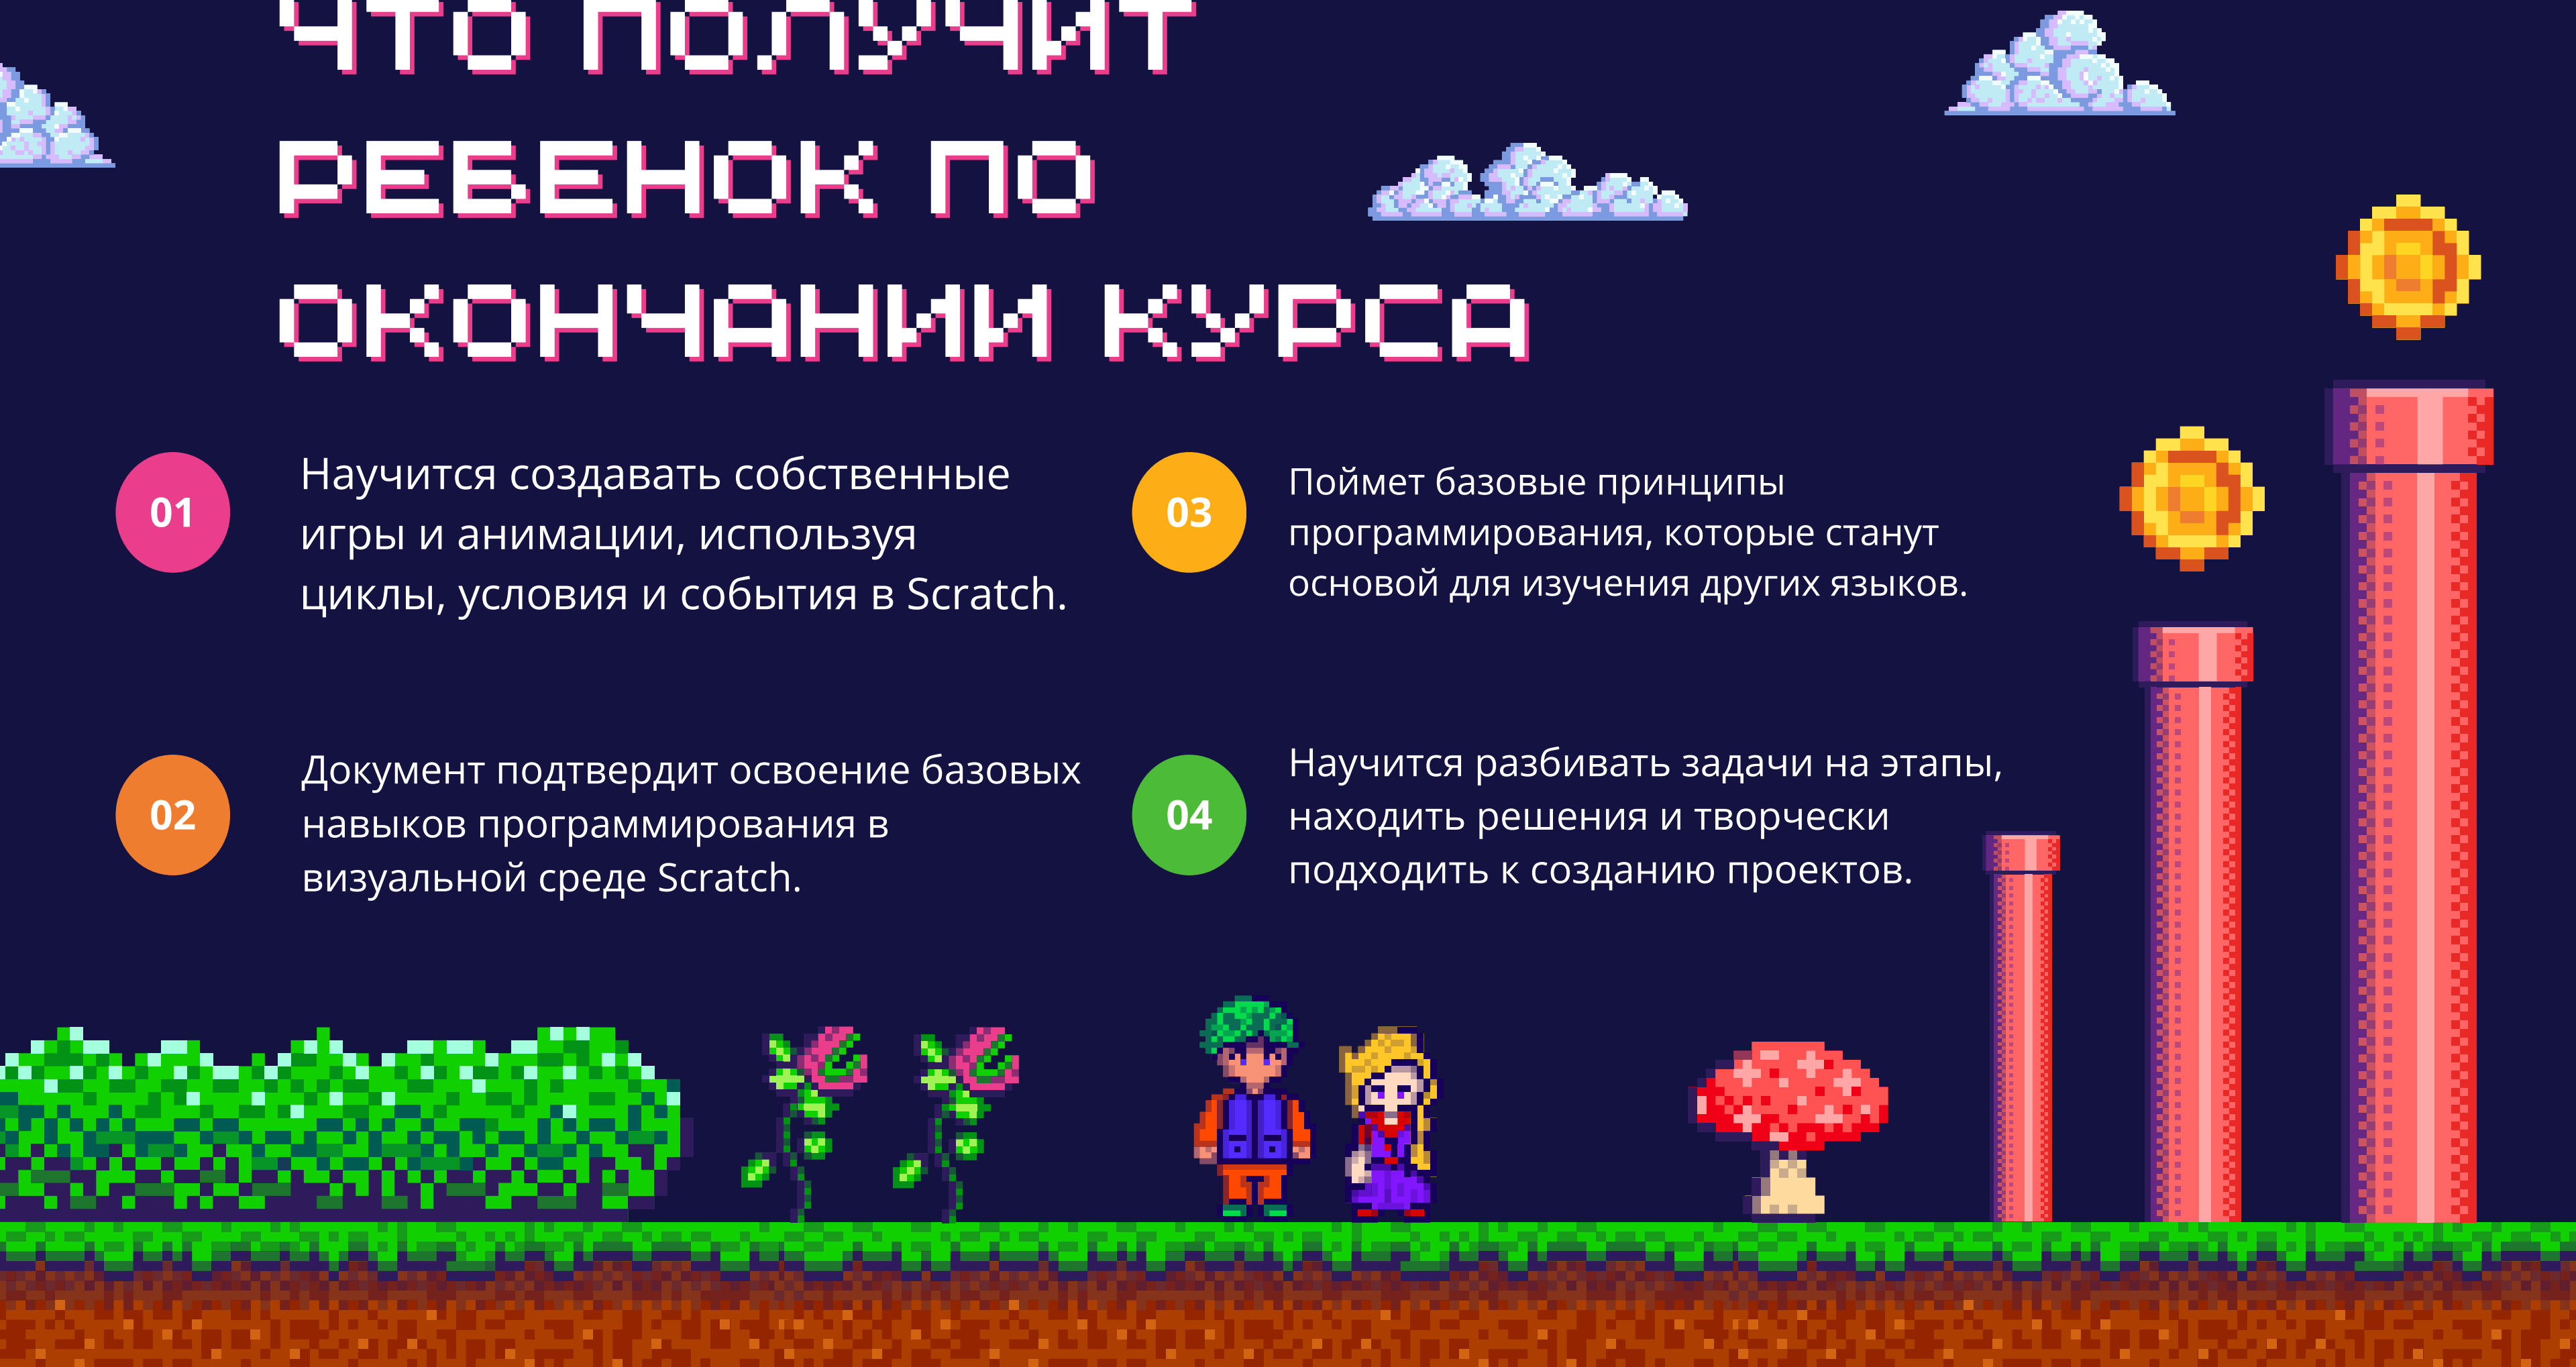 ЧТО ПОЛУЧИТ
РЕБЕНОК ПО
ОКОНЧАНИИ КУРСА
01
Научится создавать собственные
игры и анимации, используя
циклы, условия и события в Scratch.
02
Документ подтвердит освоение базовых
навыков программирования в
визуальной среде Scratch.
03
Поймет базовые принципы
программирования, которые станут
основой для изучения других языков.
04
Научится разбивать задачи на этапы,
находить решения и творчески
подходить к созданию проектов.